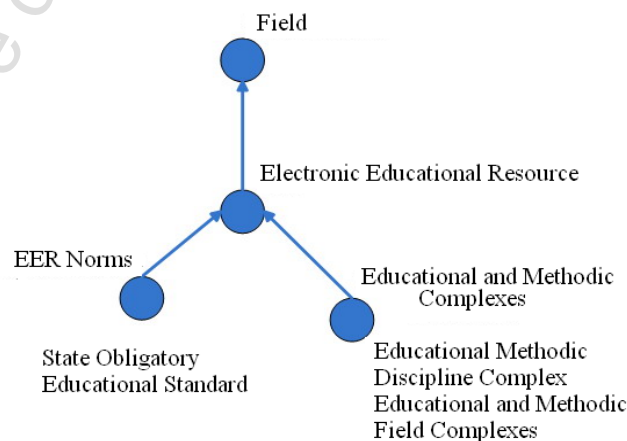 Field
Electronic Educational Resource
EER Norms
Educational and Methodic
Complexes
State Obligatory
Educational Standard
Educational Methodic
Discipline Complex
Educational and Methodic
Field Complexes